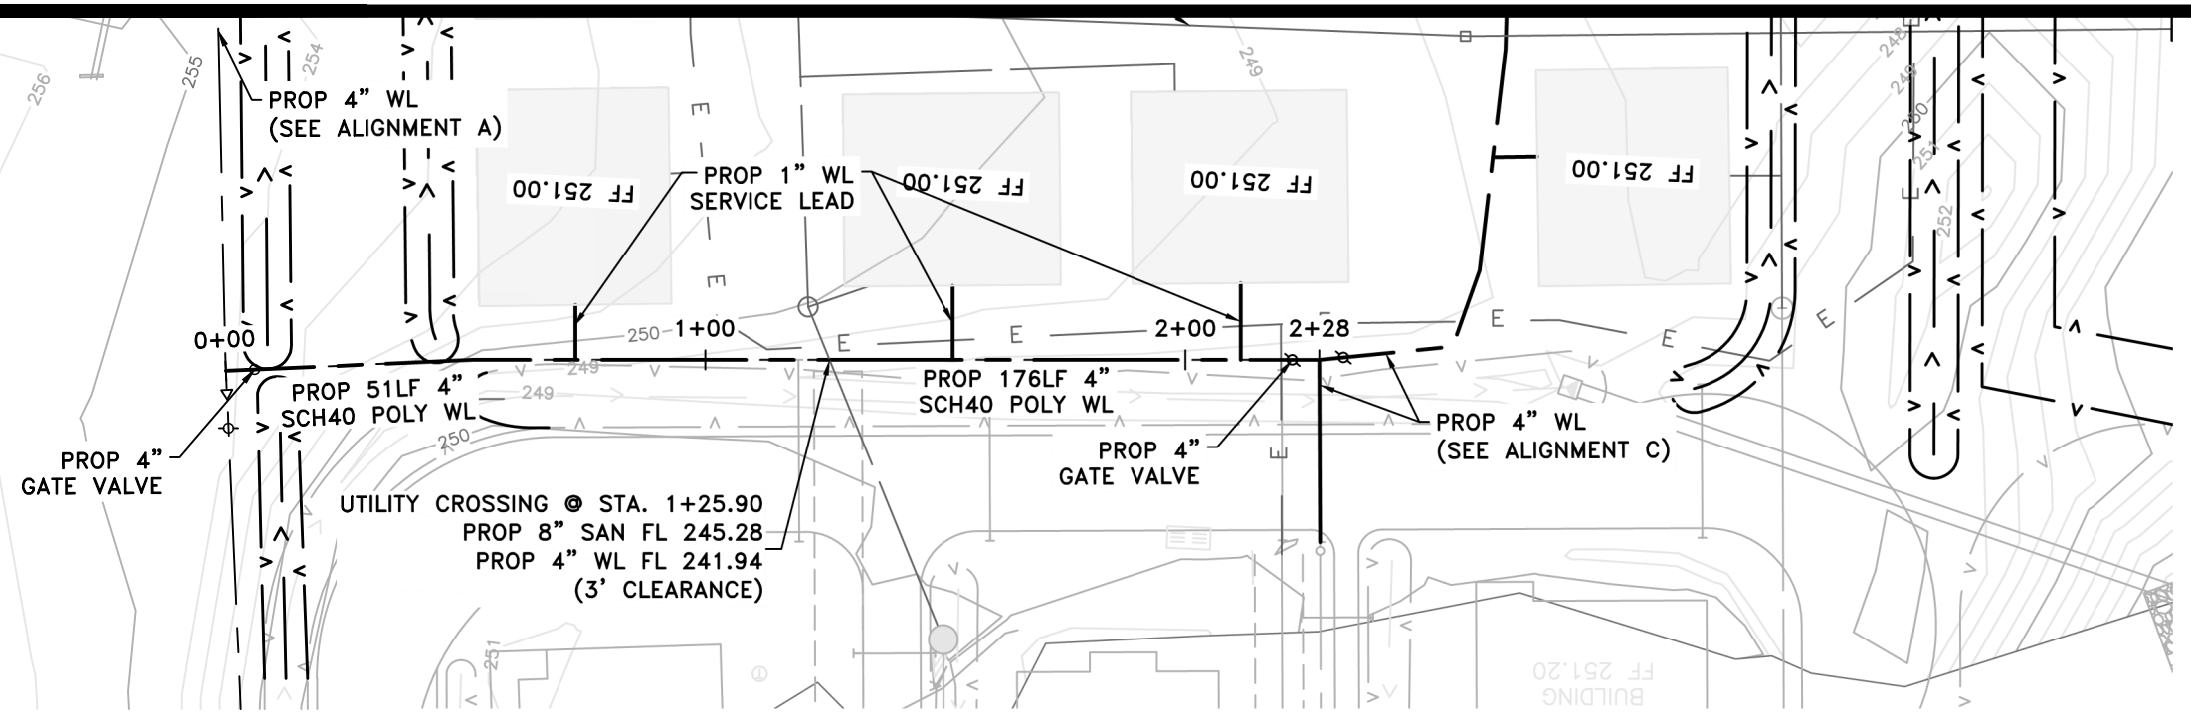 256
255
254
PROP 4” WL
(SEE ALIGNMENT A)
E
E
FF 251.00
PROP 1” WL
SERVICE LEAD
FF 251.00
249
FF 251.00
FF 251.00
248
249
250
251
252
E
0+00
250
1+00
E
E
2+00
2+28
E
E
E
PROP 51LF 4”
SCH40 POLY WL
249
249
250
PROP 176LF 4”
SCH40 POLY WL
PROP 4”
GATE VALVE
PROP 4”
GATE VALVE
E
PROP 4” WL
(SEE ALIGNMENT C)
UTILITY CROSSING @ STA. 1+25.90
PROP 8” SAN FL 245.28
PROP 4” WL FL 241.94
(3’ CLEARANCE)
251
BUILDING
FF 251.20